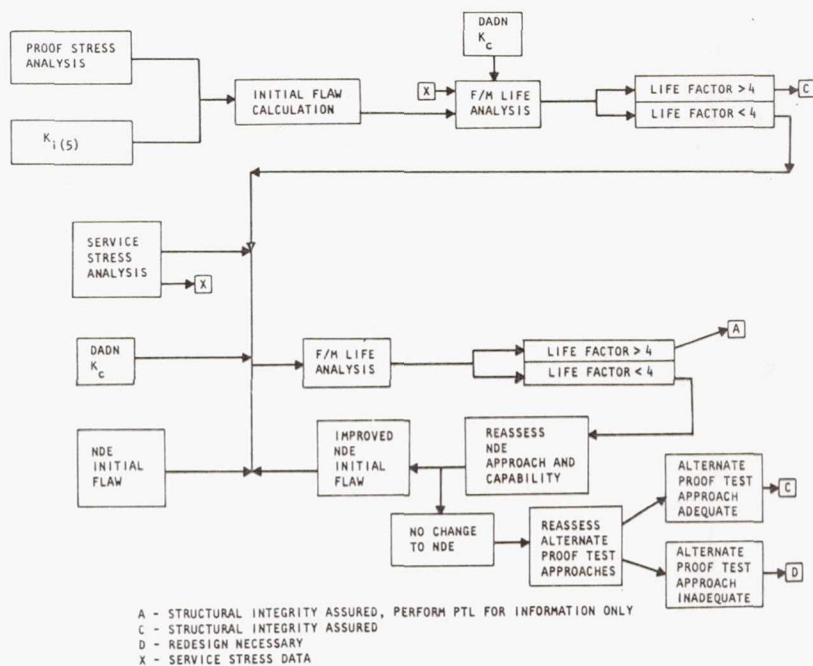 DADN
K_c
PROOF STRESS
ANALYSIS
K_i(5)
INITIAL FLAW
CALCULATION
X
F/M LIFE
ANALYSIS
LIFE FACTOR >4
LIFE FACTOR <4
C
SERVICE
STRESS
ANALYSIS
X
DADN
K_c
F/M LIFE
ANALYSIS
LIFE FACTOR >4
LIFE FACTOR <4
A
NDE
INITIAL
FLAW
IMPROVED
NDE
INITIAL
FLAW
REASSESS
NDE
APPROACH AND
CAPABILITY
NO CHANGE
TO NDE
REASSESS
ALTERNATE
PROOF TEST
APPROACHES
ALTERNATE
PROOF TEST
APPROACH
ADEQUATE
C
ALTERNATE
PROOF TEST
APPROACH
INADEQUATE
D
A - STRUCTURAL INTEGRITY ASSURED, PERFORM PTL FOR INFORMATION ONLY
C - STRUCTURAL INTEGRITY ASSURED
D - REDESIGN NECESSARY
X - SERVICE STRESS DATA